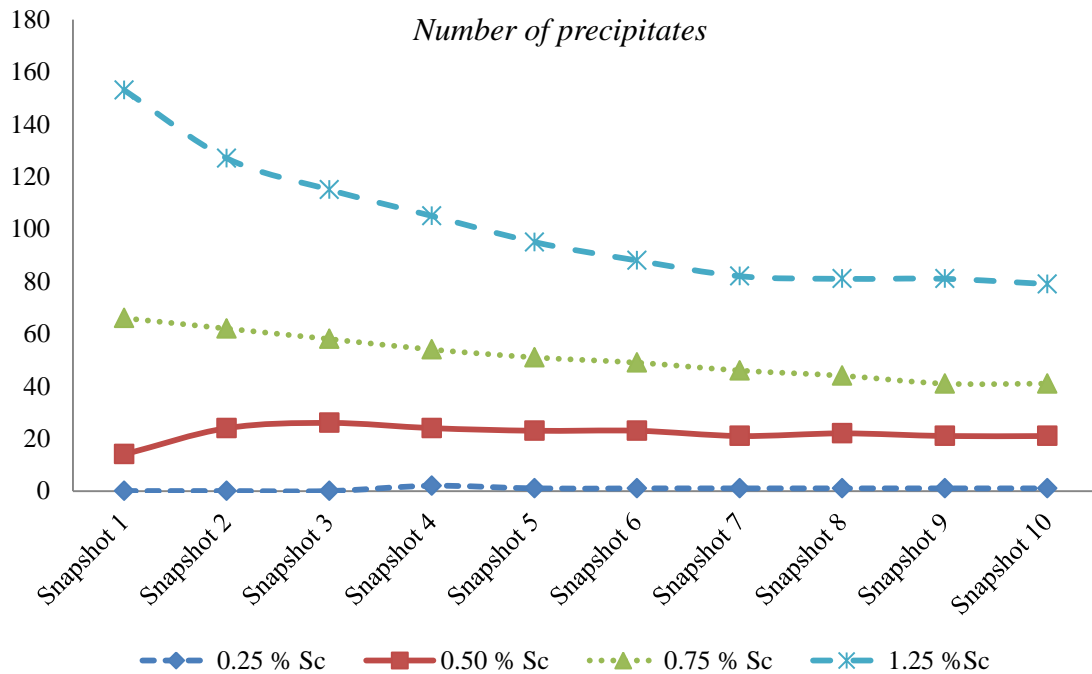 Number of precipitates
180
160
140
120
100
80
60
40
20
0
Snapshot 1
Snapshot 2
Snapshot 3
Snapshot 4
Snapshot 5
Snapshot 6
Snapshot 7
Snapshot 8
Snapshot 9
Snapshot 10
0.25 % Sc 0.50 % Sc 0.75 % Sc 1.25 %Sc